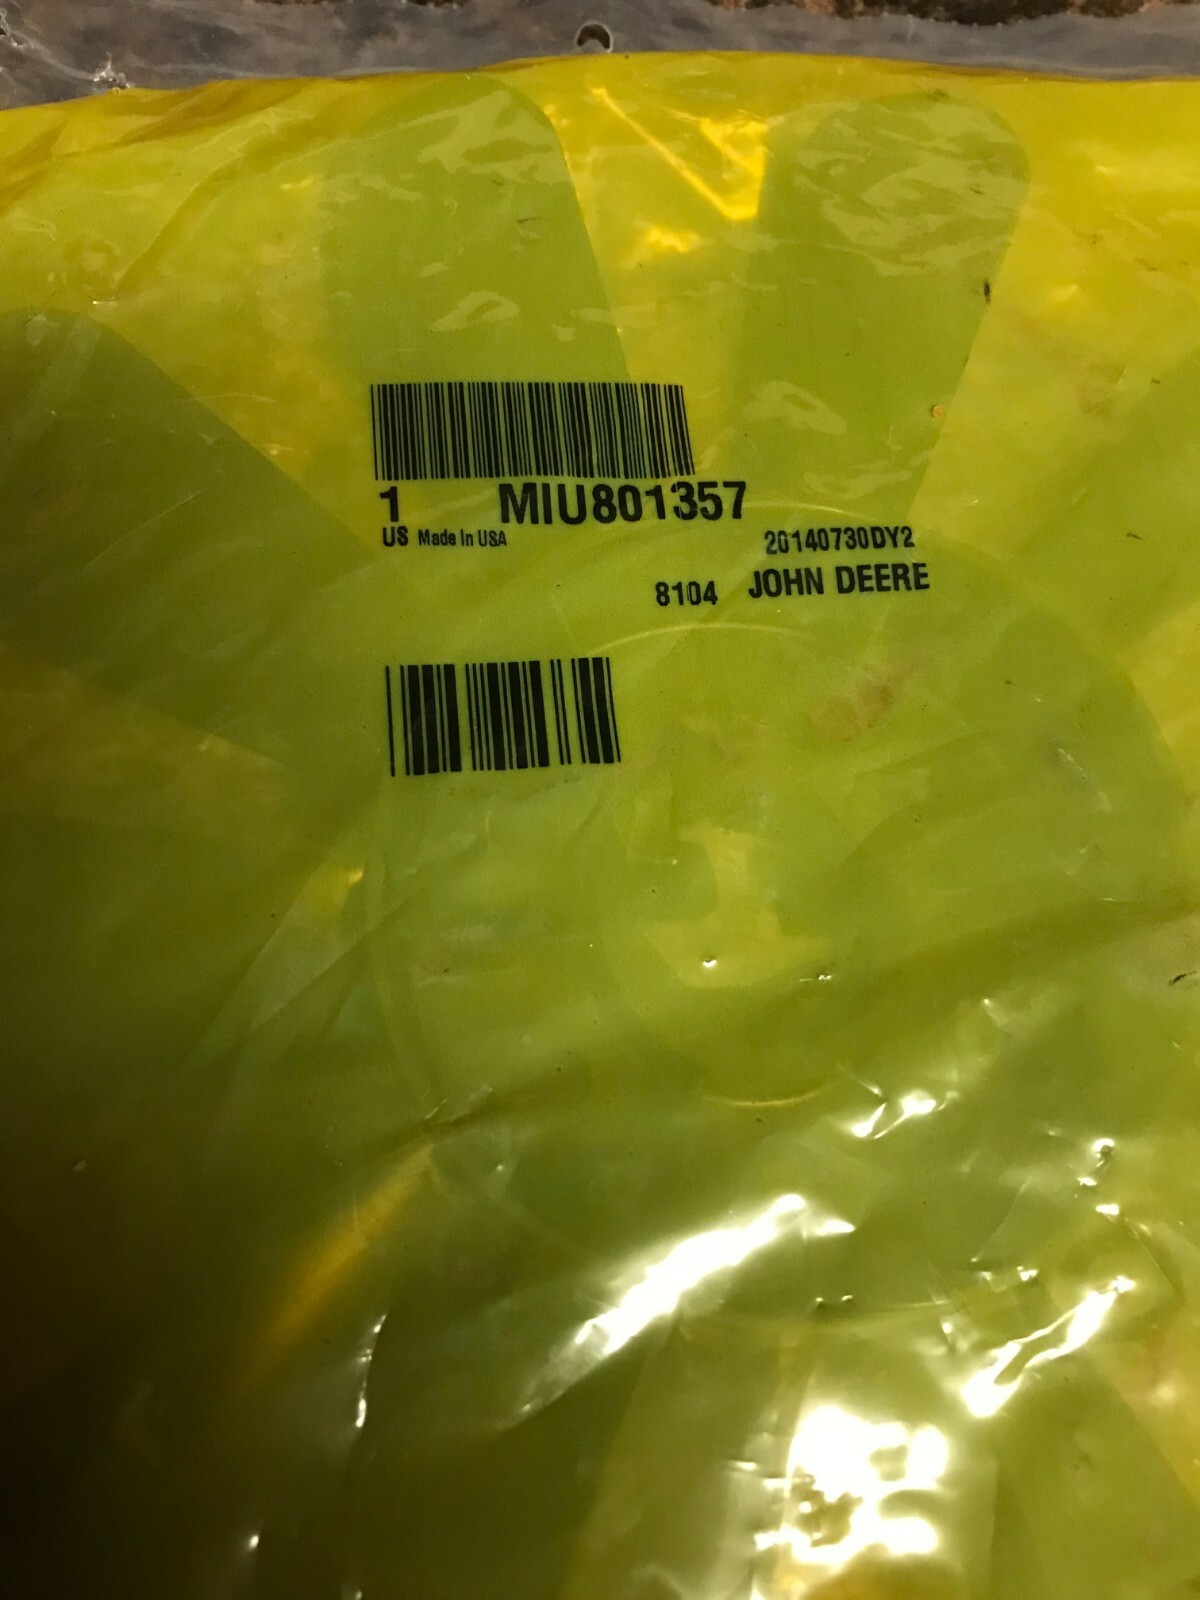 1 MIU801357
US Made In USA
20140730DY2
8104 JOHN DEERE